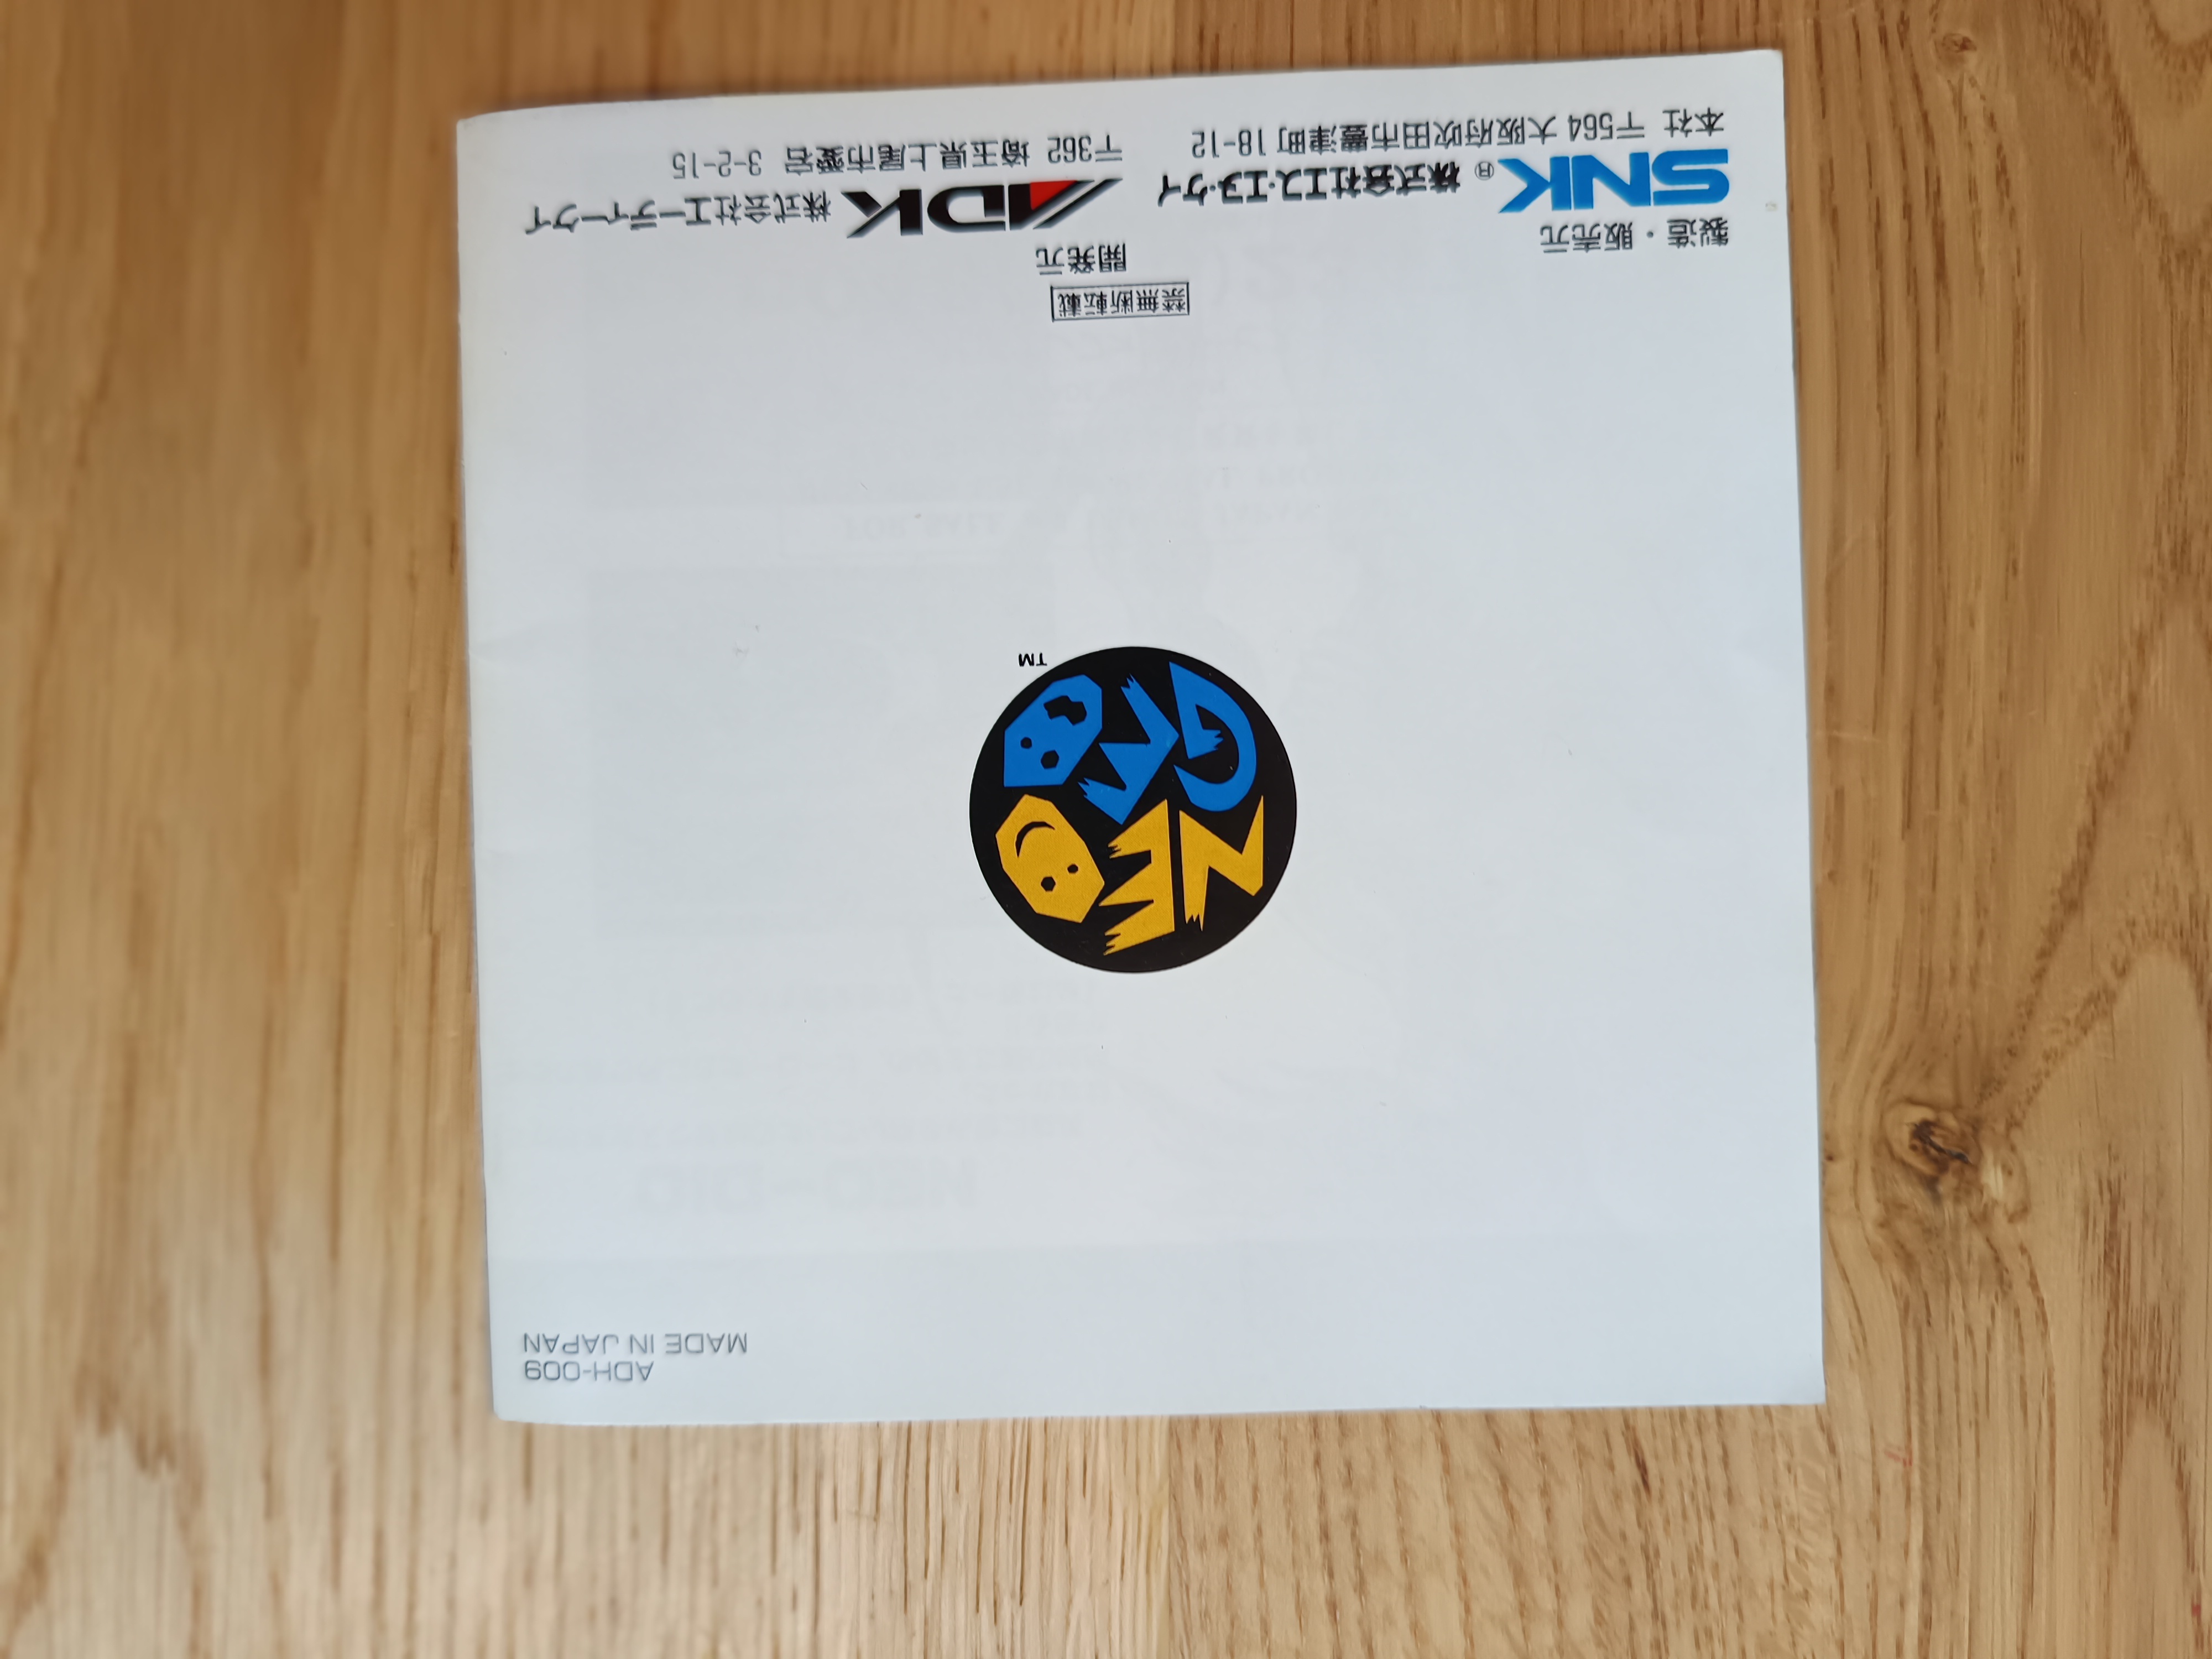 ADH-009
MADE IN JAPAN
NEO
GEO
TM
禁無断転載
製造・販売元
SNK® 株式会社エス・エヌ・ケイ
本社 〒564 大阪府吹田市豊津町18-12
開発元
ADK 株式会社エーディーケイ
〒362 埼玉県上尾市愛宕 3-2-15